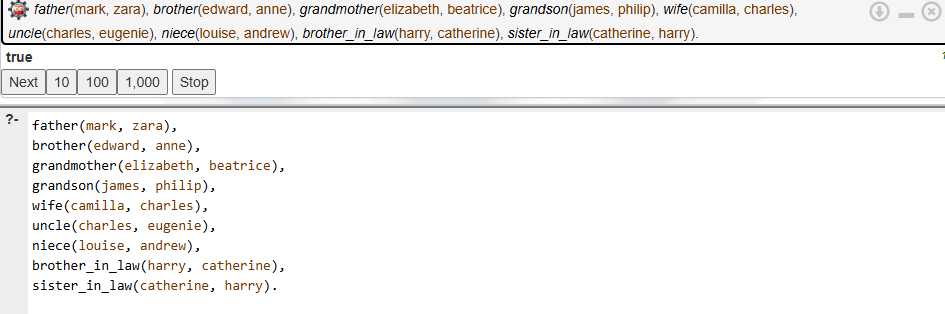 father(mark, zara), brother(edward, anne), grandmother(elizabeth, beatrice), grandson(james, philip), wife(camilla, charles),
uncle(charles, eugenie), niece(louise, andrew), brother_in_law(harry, catherine), sister_in_law(catherine, harry).
true
Next 10 100 1,000 Stop
?-
father(mark, zara),
brother(edward, anne),
grandmother(elizabeth, beatrice),
grandson(james, philip),
wife(camilla, charles),
uncle(charles, eugenie),
niece(louise, andrew),
brother_in_law(harry, catherine),
sister_in_law(catherine, harry).